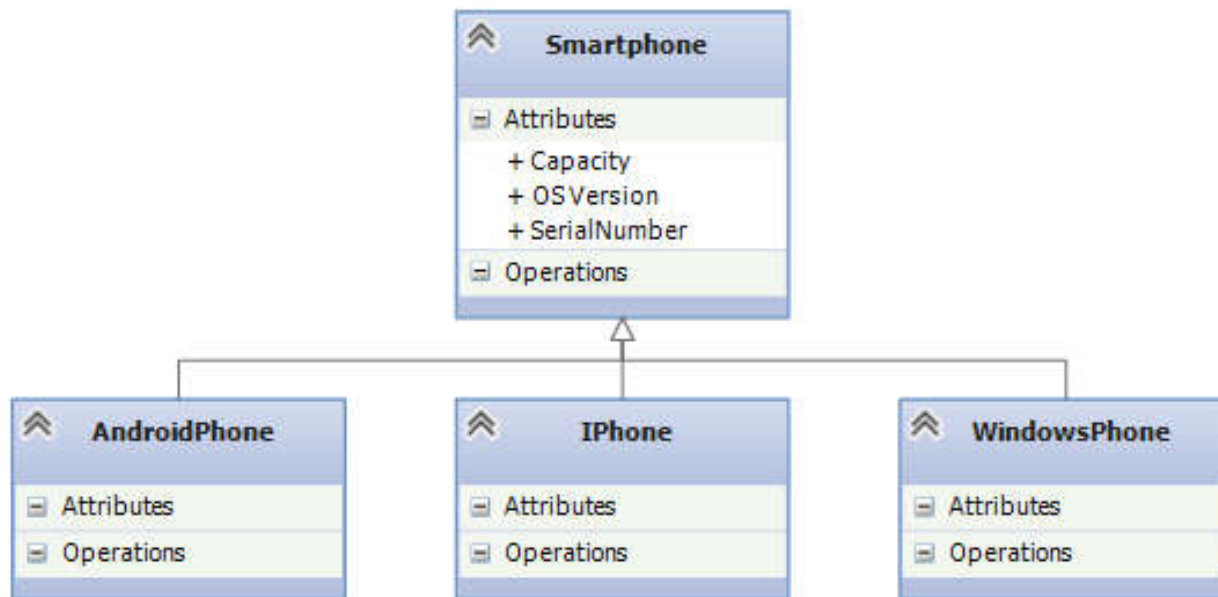 Smartphone
Attributes
+ Capacity
+ OSVersion
+ SerialNumber
Operations
AndroidPhone
Attributes
Operations
IPhone
Attributes
Operations
WindowsPhone
Attributes
Operations